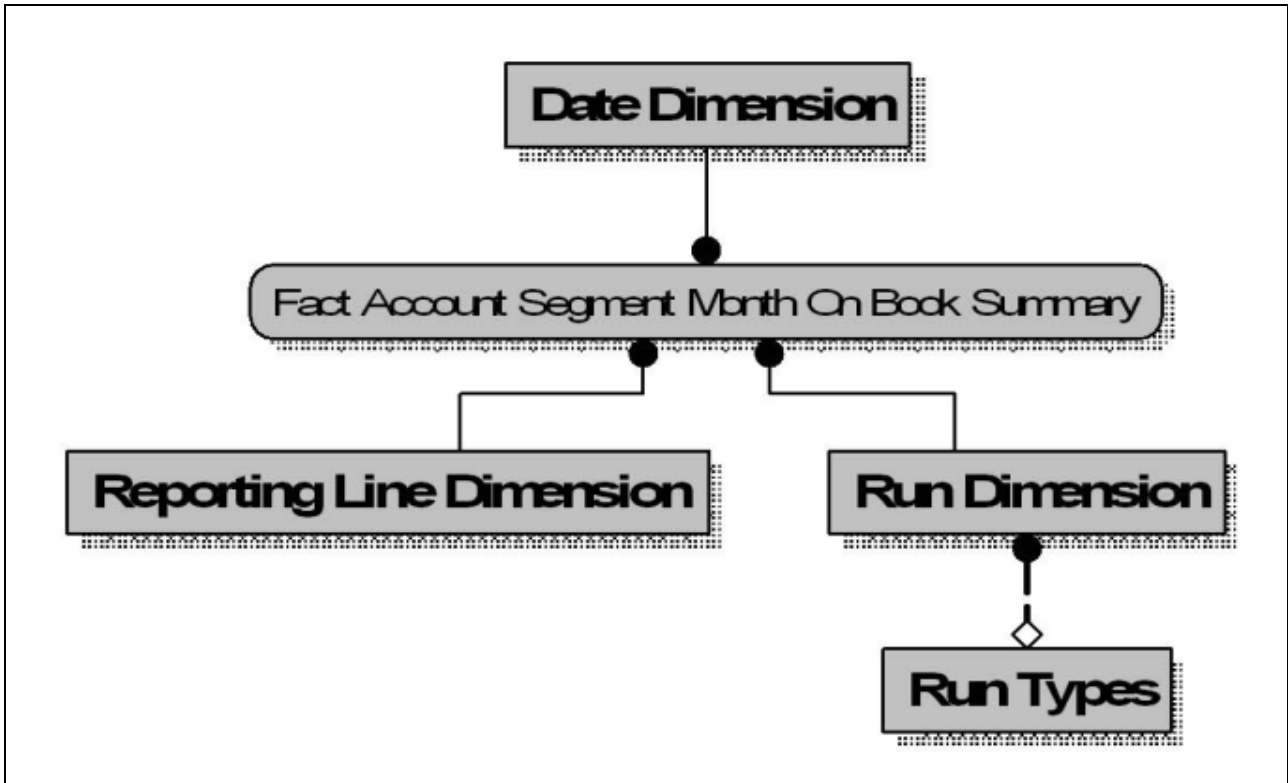 Date Dimension
Fact Account Segment Month On Book Summary
Reporting Line Dimension
Run Dimension
Run Types